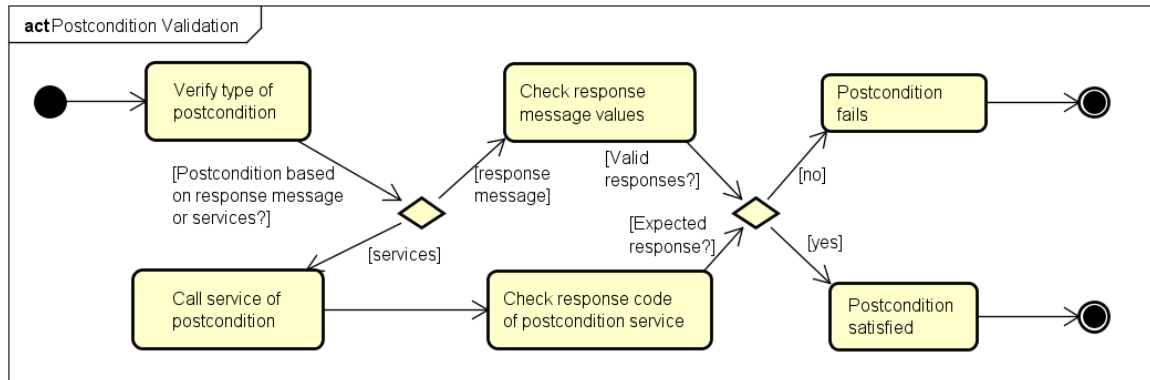 act Postcondition Validation
Verify type of
postcondition
[Postcondition based
on response message
or services?]
[response
message]
[services]
Check response
message values
[Valid
responses?]
[Expected
response?]
Call service of
postcondition
Check response code
of postcondition service
[no]
[yes]
Postcondition
fails
Postcondition
satisfied